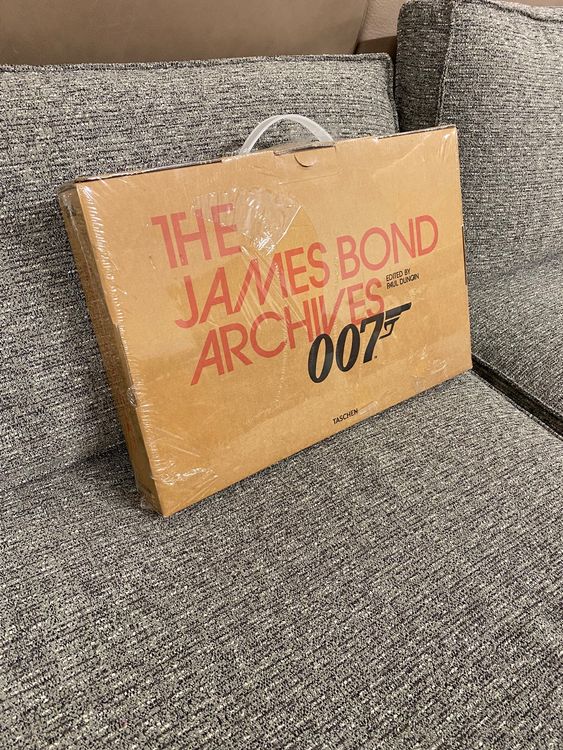 THE
JAMES BOND
ARCHIVES
EDITED BY
PAUL DUNCAN
007
TASCHEN